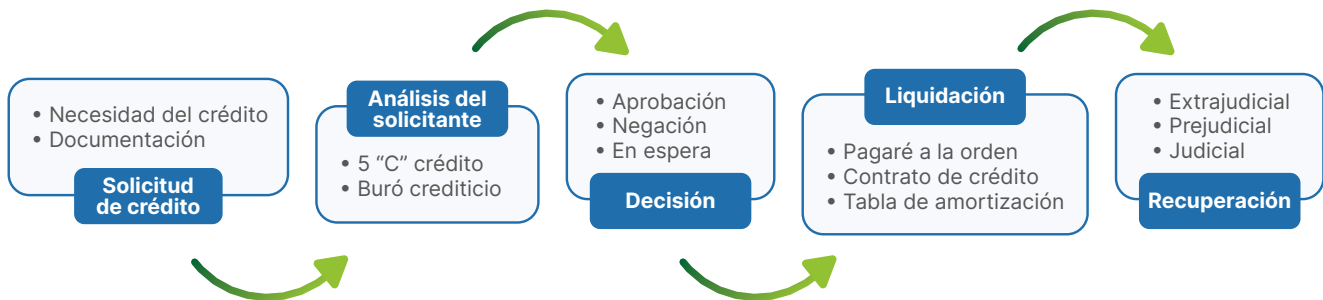 • Necesidad del crédito
• Documentación
Solicitud
de crédito
Análisis del
solicitante
• 5 “C” crédito
• Buró crediticio
• Aprobación
• Negación
• En espera
Decisión
Liquidación
• Pagaré a la orden
• Contrato de crédito
• Tabla de amortización
• Extrajudicial
• Prejudicial
• Judicial
Recuperación